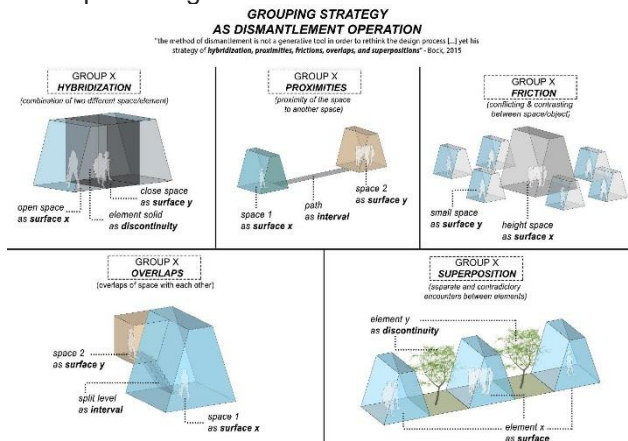 GROUPING STRATEGY
AS DISMANTLEMENT OPERATION
"the method of dismantlement is not a generative tool in order to rethink the design process [...] yet his
strategy of hybridization, proximities, frictions, overlaps, and superpositions" - Bock, 2015
GROUP X
HYBRIDIZATION
(combination of two different space/element)
close space
as surface y
open space
as surface x
element solid
as discontinuity
GROUP X
PROXIMITIES
(proximity of the space
to another space)
space 1
as surface x
path
as interval
space 2
as surface y
GROUP X
FRICTION
(conflicting & contrasting
between space/object)
small space
as surface y
height space
as surface x
GROUP X
OVERLAPS
(overlaps of space with each other)
space 2
as surface y
split level
as interval
space 1
as surface x
GROUP X
SUPERPOSITION
(asparate and contradictory
encounters between elements)
element y
as discontinuity
element x
as surface